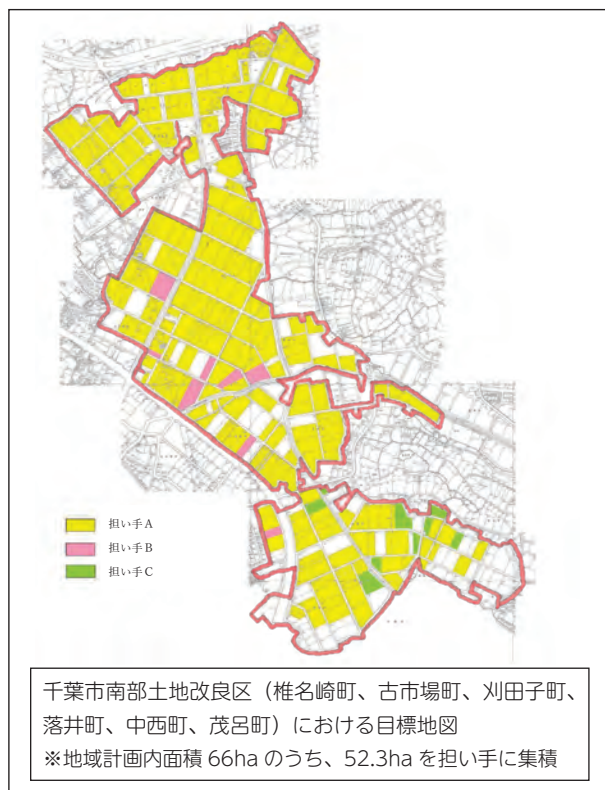 担い手A
担い手B
担い手C
千葉市南部土地改良区（椎名崎町、古市場町、刈田子町、
落井町、中西町、茂呂町）における目標地図
※地域計画内面積 66ha のうち、52.3ha を担い手に集積